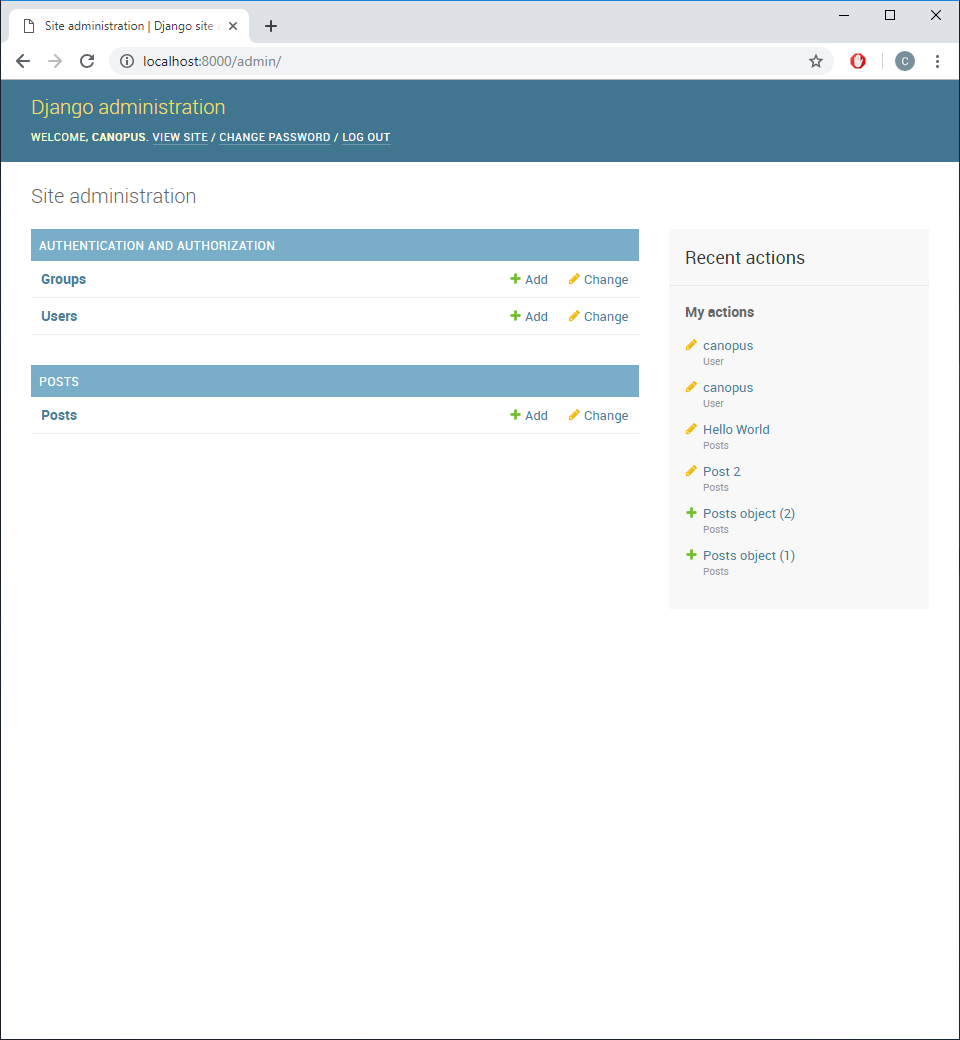 Site administration | Django site
localhost:8000/admin/
C
Django administration
WELCOME, CANOPUS. VIEW SITE / CHANGE PASSWORD / LOG OUT
Site administration
AUTHENTICATION AND AUTHORIZATION
Groups Add Change
Users Add Change
POSTS
Posts Add Change
Recent actions
My actions
canopus
User
canopus
User
Hello World
Posts
Post 2
Posts
Posts object (2)
Posts
Posts object (1)
Posts